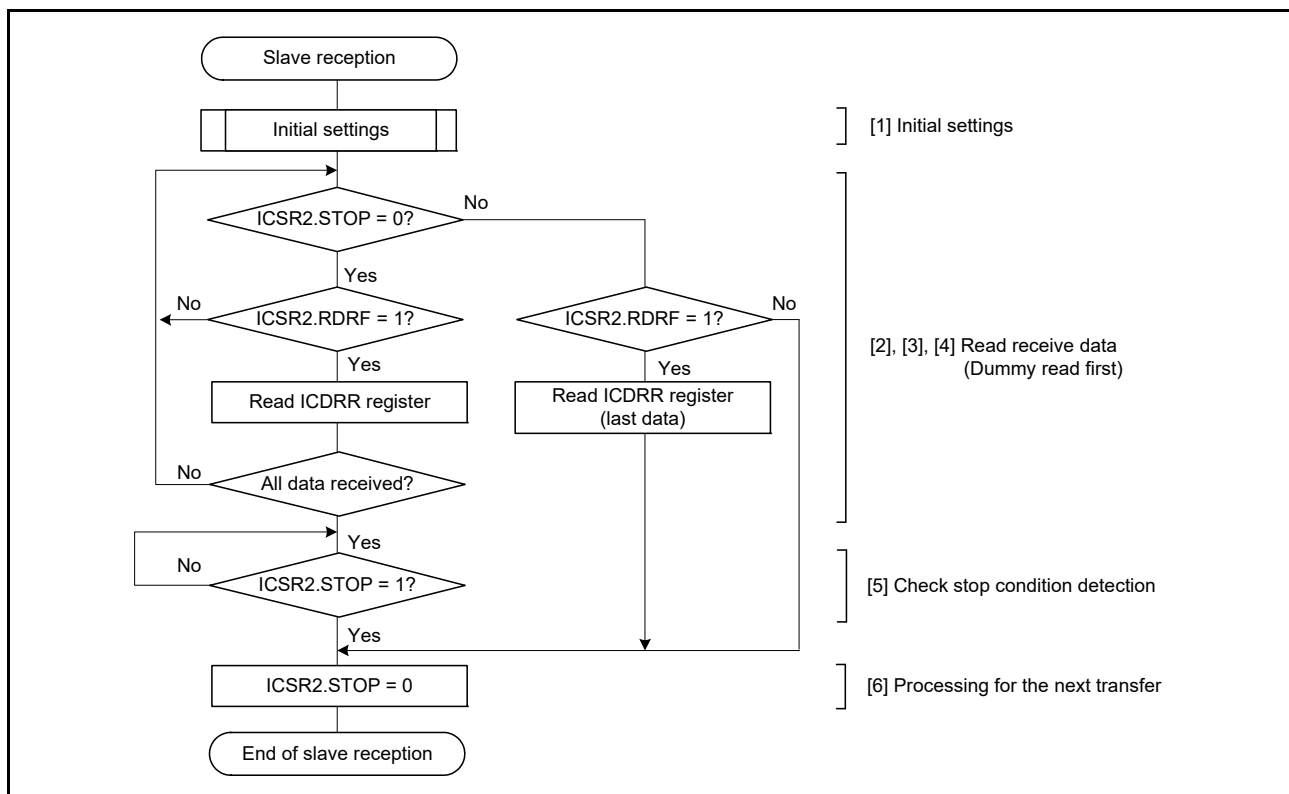 Slave reception
Initial settings
[1] Initial settings
ICSR2.STOP = 0?
No
Yes
No
ICSR2.RDRF = 1?
ICSR2.RDRF = 1?
No
[2], [3], [4] Read receive data
(Dummy read first)
Yes
Yes
Read ICDRR register
Read ICDRR register
(last data)
No
All data received?
Yes
No
ICSR2.STOP = 1?
[5] Check stop condition detection
Yes
ICSR2.STOP = 0
[6] Processing for the next transfer
End of slave reception